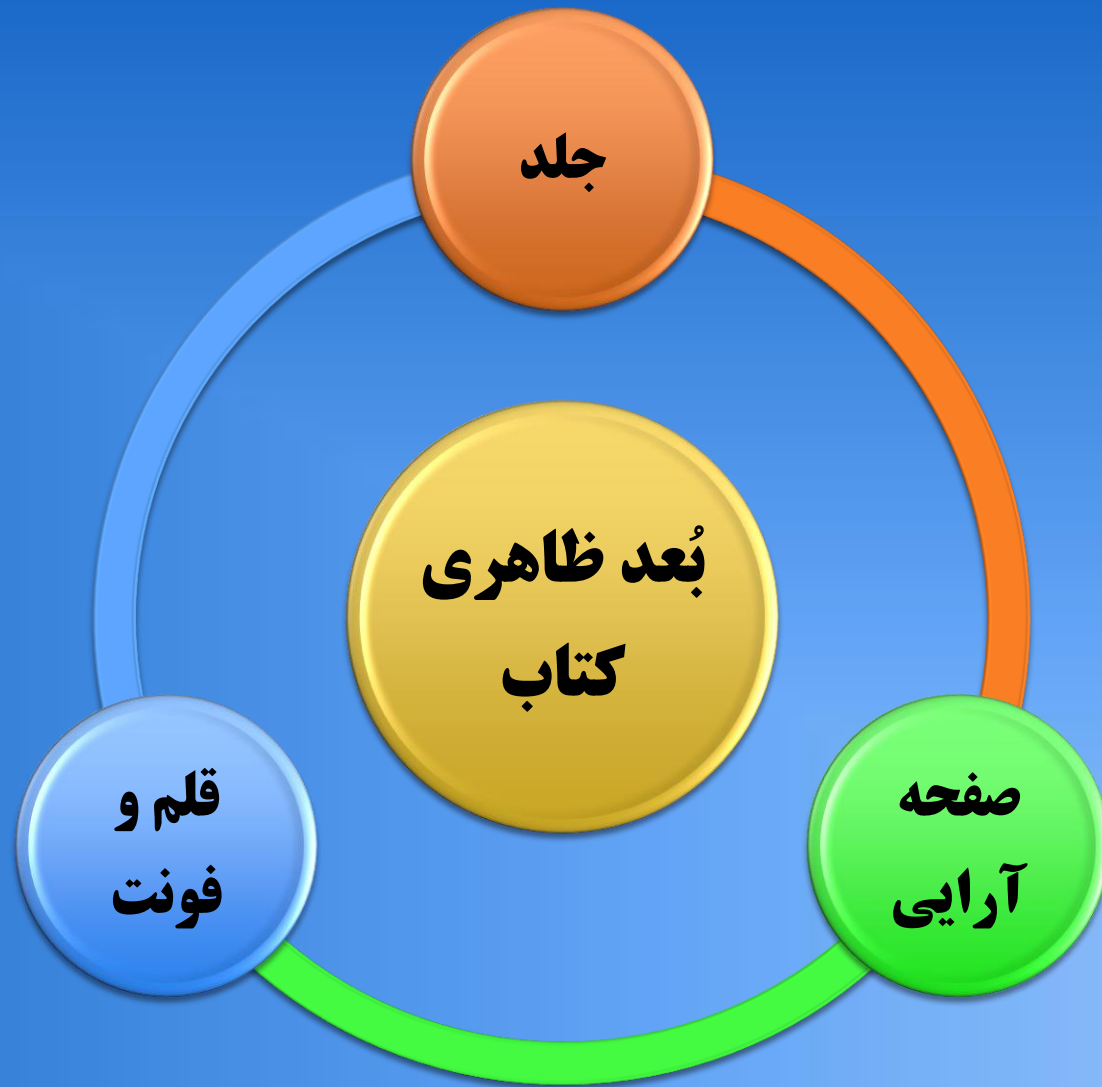 جلد
بُعد ظاهری
کتاب
صفحه
آرایی
قلم و
فونت